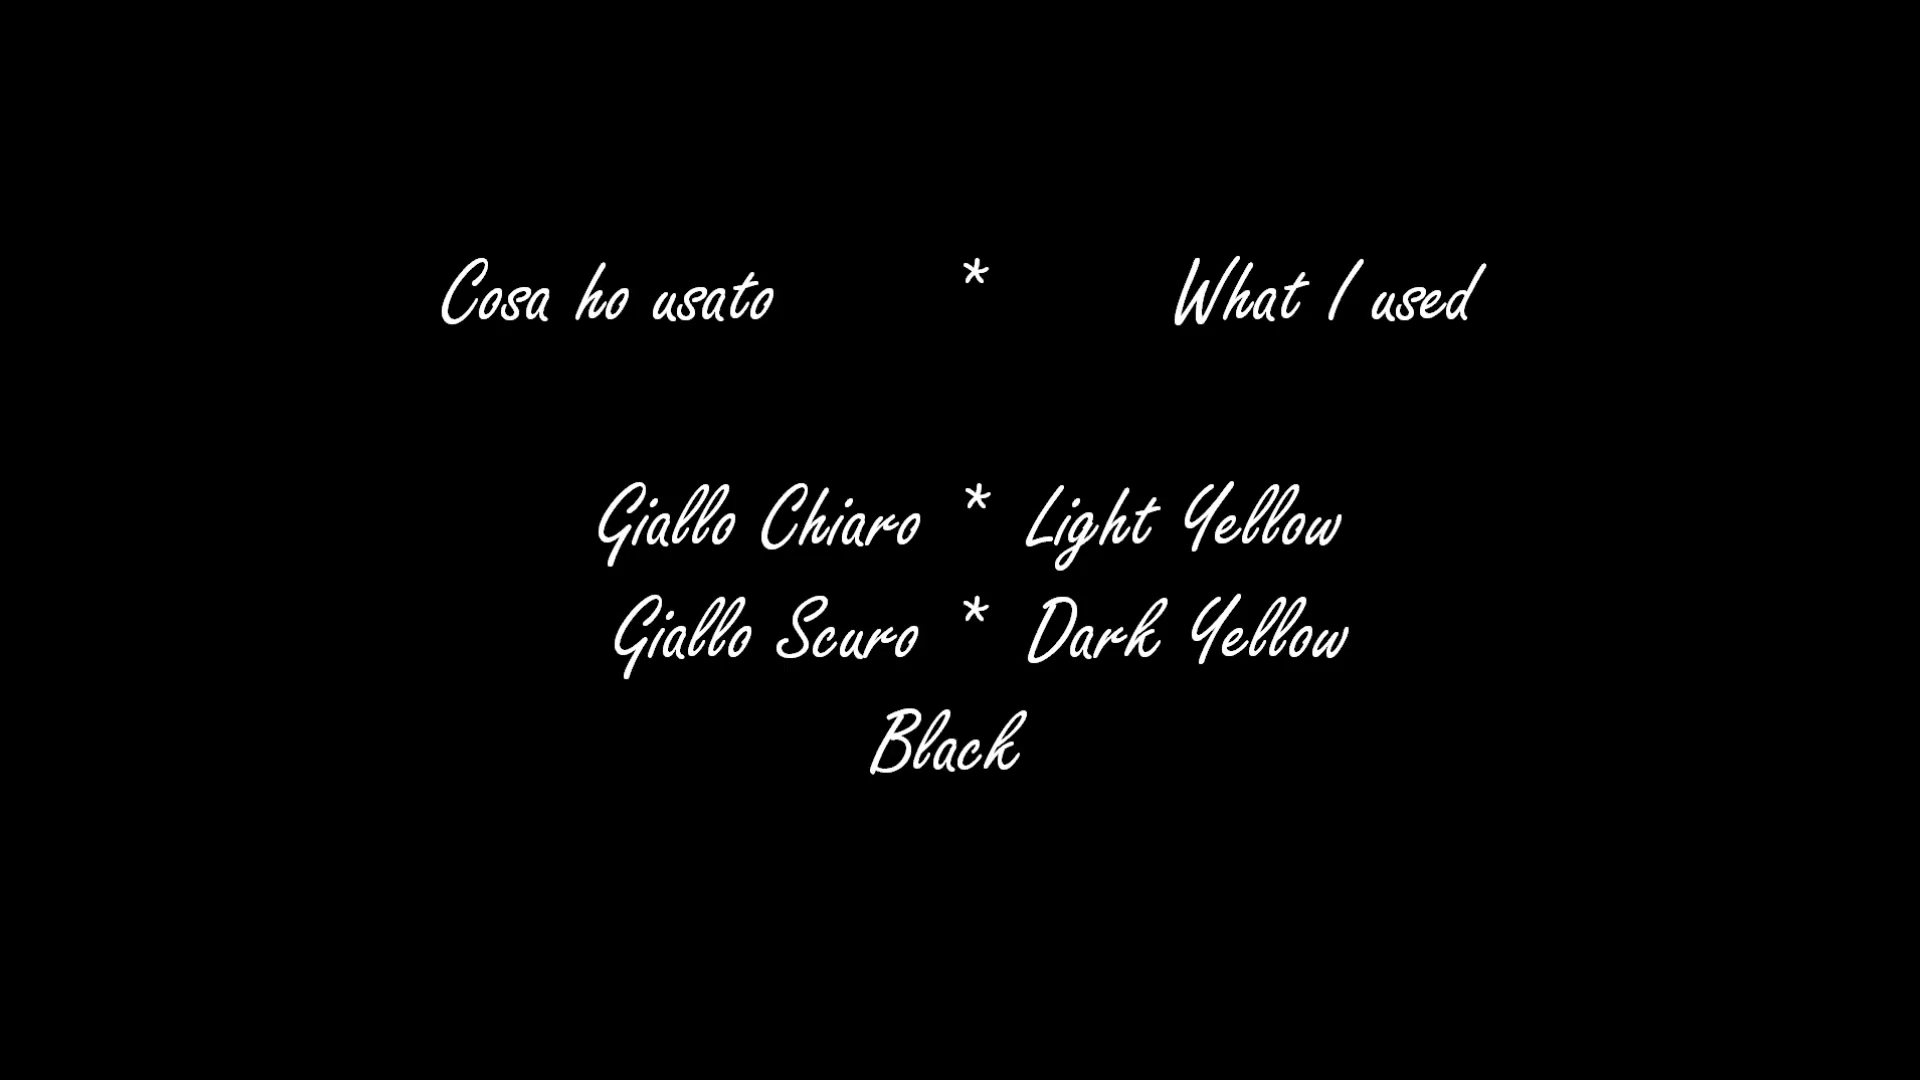 Cosa ho usato * What I used
Giallo Chiaro * Light Yellow
Giallo Scuro * Dark Yellow
Black